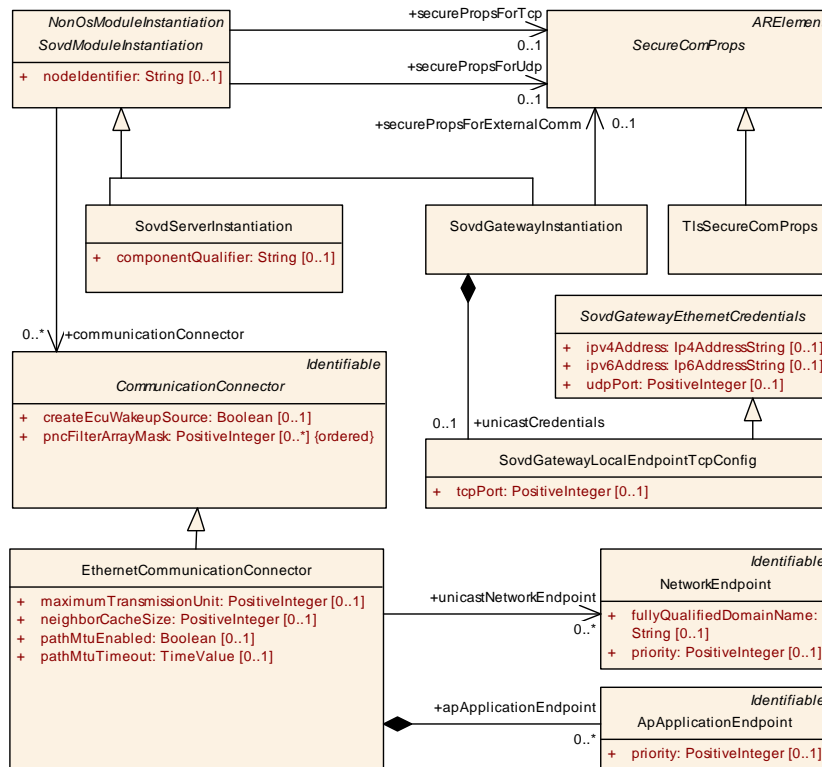 NonOsModuleInstantiation
SovdModuleInstantiation
+ nodeIdentifier: String [0..1]
+securePropsForTcp
0..1
+securePropsForUdp
0..1
ARElement
SecureComProps
+securePropsForExternalComm
0..1
SovdServerInstantiation
+ componentQualifier: String [0..1]
SovdGatewayInstantiation
TlsSecureComProps
SovdGatewayEthernetCredentials
+ ipv4Address: Ip4AddressString [0..1]
+ ipv6Address: Ip6AddressString [0..1]
+ udpPort: PositiveInteger [0..1]
0..*
+communicationConnector
Identifiable
CommunicationConnector
+ createEcuWakeupSource: Boolean [0..1]
+ pncFilterArrayMask: PositiveInteger [0..*] {ordered}
0..1
+unicastCredentials
SovdGatewayLocalEndpointTcpConfig
+ tcpPort: PositiveInteger [0..1]
EthernetCommunicationConnector
+ maximumTransmissionUnit: PositiveInteger [0..1]
+ neighborCacheSize: PositiveInteger [0..1]
+ pathMtuEnabled: Boolean [0..1]
+ pathMtuTimeout: TimeValue [0..1]
+unicastNetworkEndpoint
0..*
Identifiable
NetworkEndpoint
+ fullyQualifiedDomainName:
String [0..1]
+ priority: PositiveInteger [0..1]
+apApplicationEndpoint
0..*
Identifiable
ApApplicationEndpoint
+ priority: PositiveInteger [0..1]